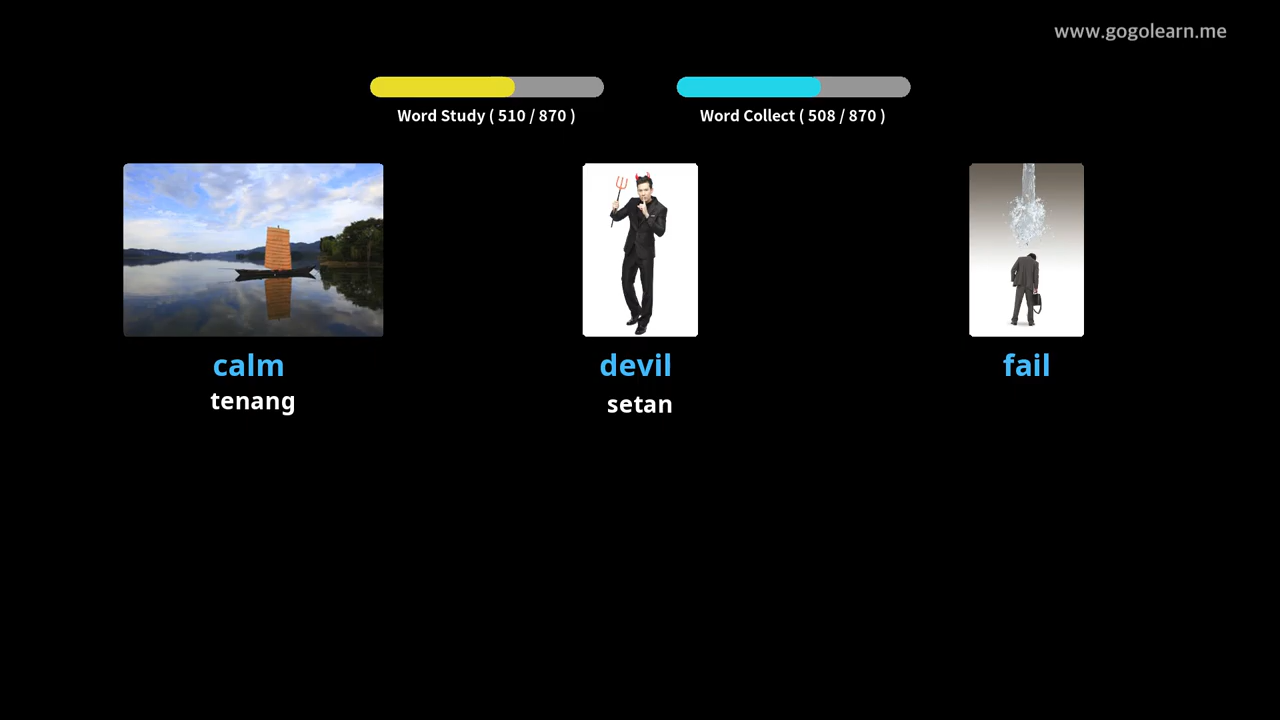 www.gogolearn.me
Word Study ( 510 / 870 )
Word Collect ( 508 / 870 )
calm
devil
fail
tenang
setan